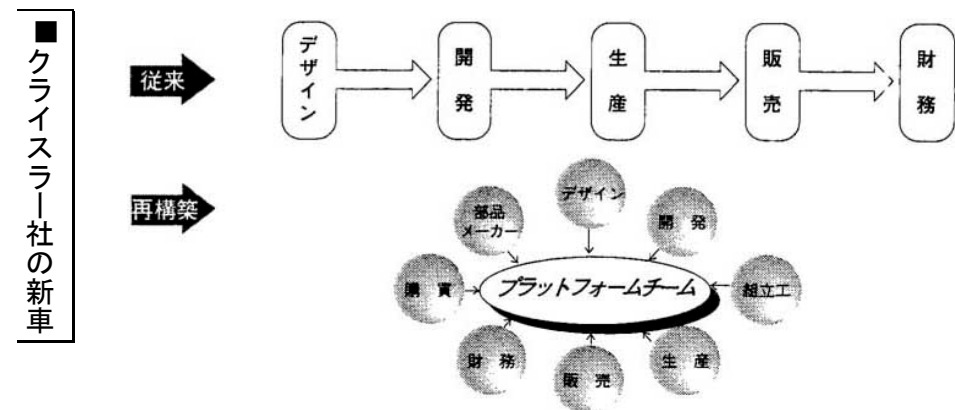 ■クライスラー社の新車
従来
デザイン
開発
生産
販売
財務
再構築
デザイン
部品
メーカー
開発
購買
プラットフォームチーム
組立工
財務
販売
生産